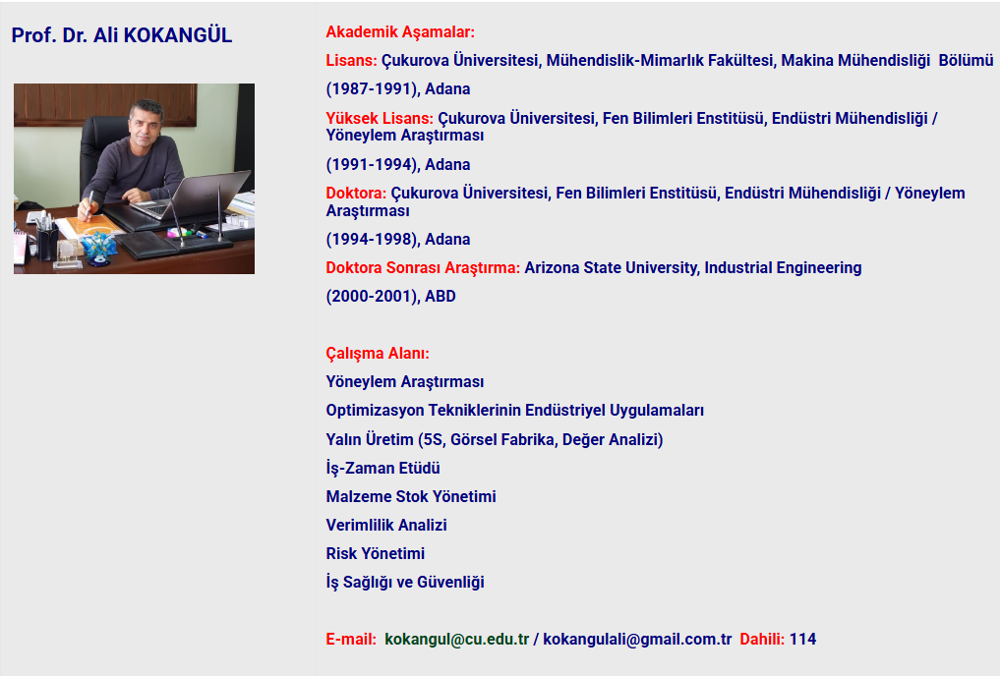 Prof. Dr. Ali KOKANGÜL
Akademik Aşamalar:
Lisans: Çukurova Üniversitesi, Mühendislik-Mimarlık Fakültesi, Makina Mühendisliği  Bölümü
(1987-1991), Adana
Yüksek Lisans: Çukurova Üniversitesi, Fen Bilimleri Enstitüsü, Endüstri Mühendisliği /
Yöneylem Araştırması
(1991-1994), Adana
Doktora: Çukurova Üniversitesi, Fen Bilimleri Enstitüsü, Endüstri Mühendisliği / Yöneylem
Araştırması
(1994-1998), Adana
Doktora Sonrası Araştırma: Arizona State University, Industrial Engineering
(2000-2001), ABD
Çalışma Alanı:
Yöneylem Araştırması
Optimizasyon Tekniklerinin Endüstriyel Uygulamaları
Yalın Üretim (5S, Görsel Fabrika, Değer Analizi)
İş-Zaman Etüdü
Malzeme Stok Yönetimi
Verimlilik Analizi
Risk Yönetimi
İş Sağlığı ve Güvenliği
E-mail:  kokangul@cu.edu.tr / kokangulali@gmail.com.tr  Dahili: 114